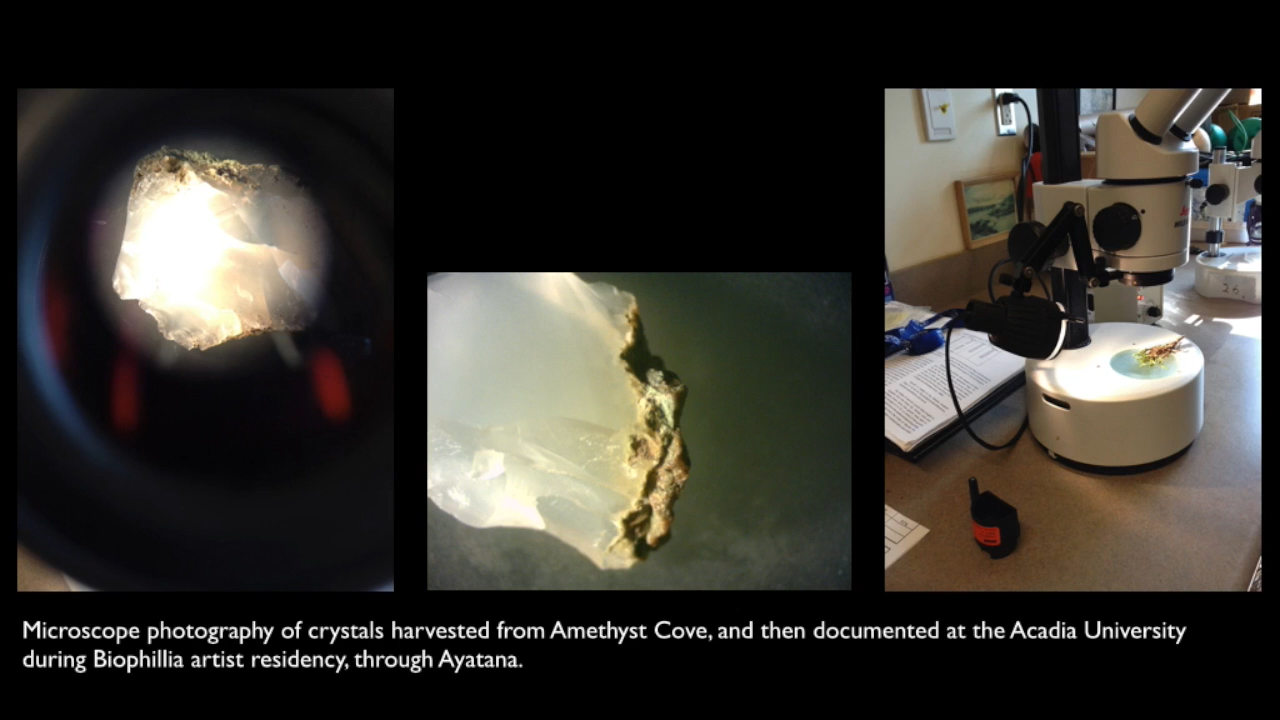 26
Microscope photography of crystals harvested from Amethyst Cove, and then documented at the Acadia University
during Biophillia artist residency, through Ayatana.